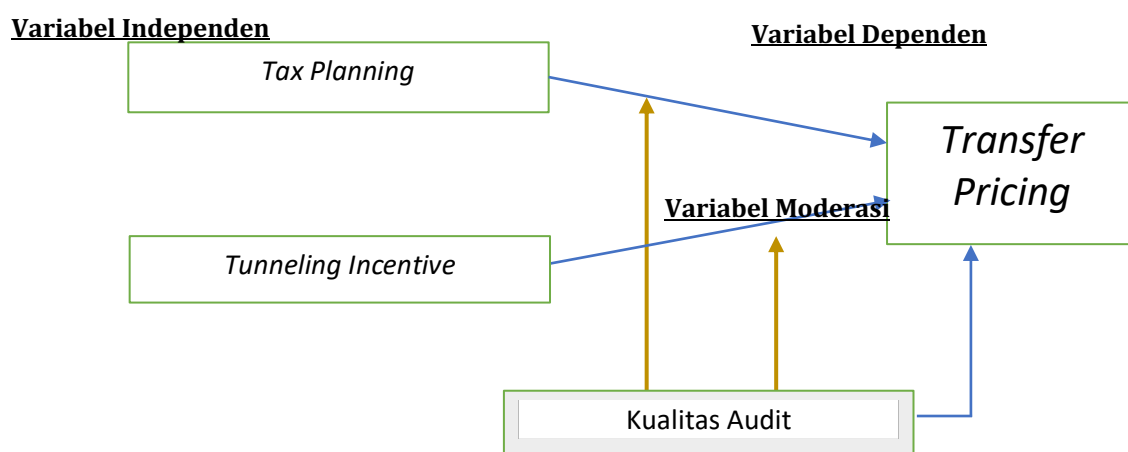 Variabel Independen
Variabel Dependen
Tax Planning
Transfer
Pricing
Variabel Moderasi
Tunneling Incentive
Kualitas Audit